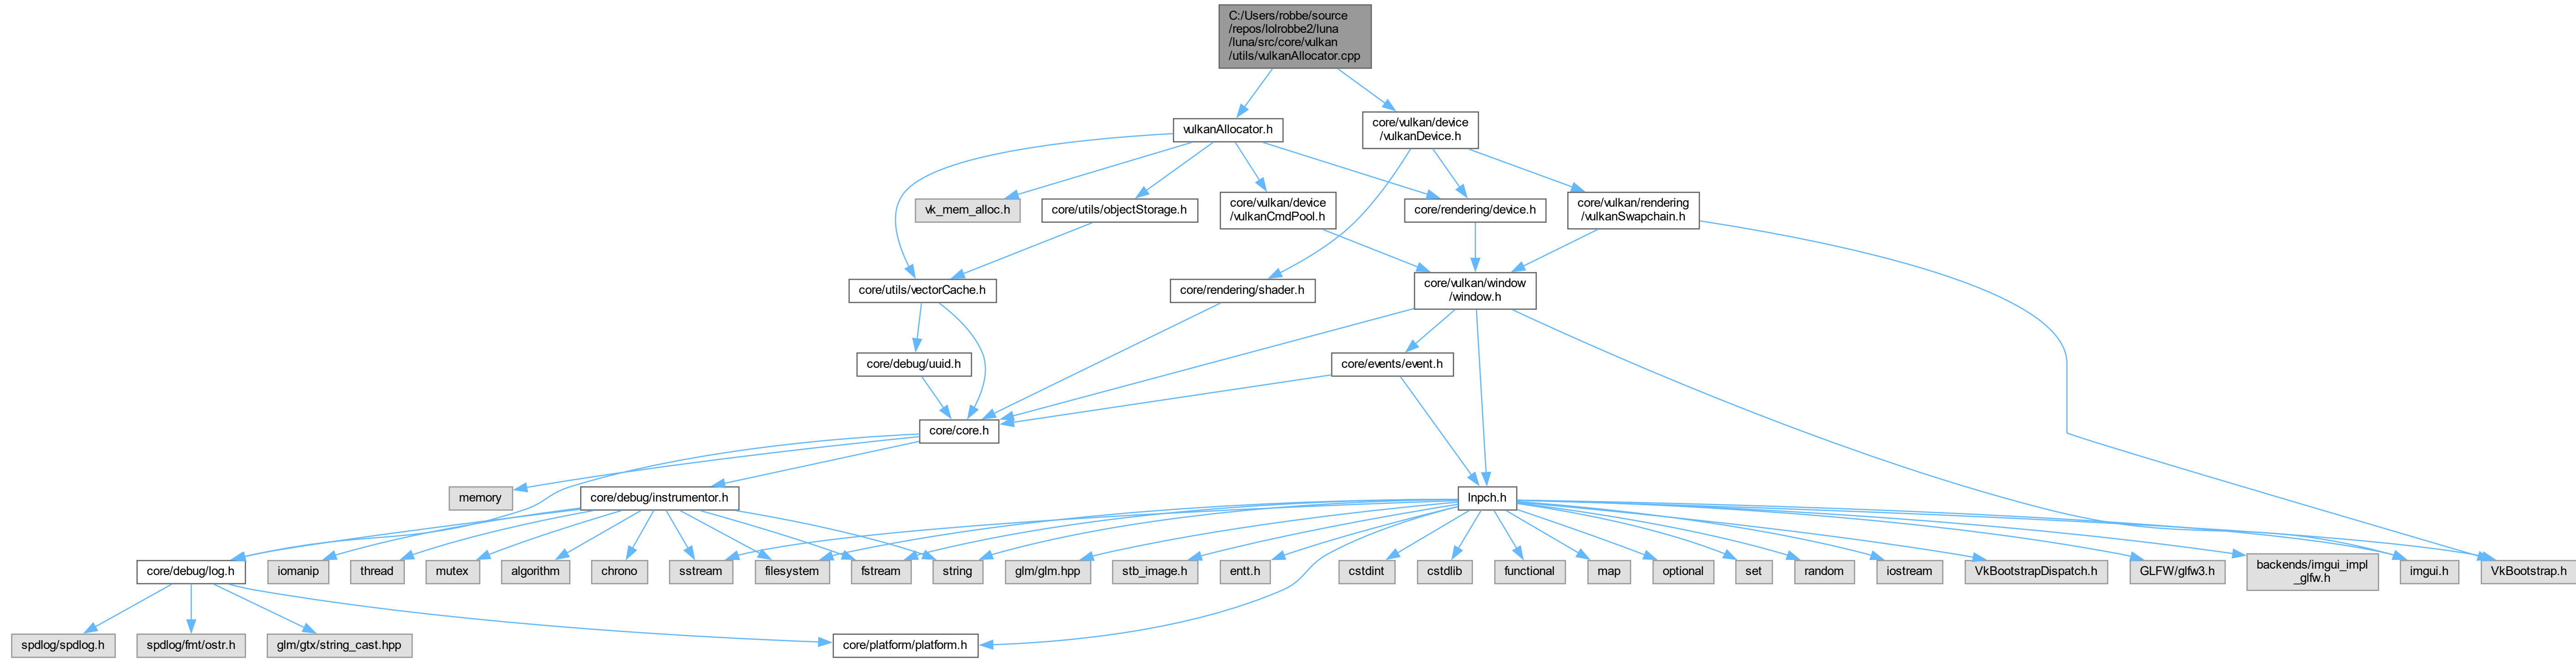 C:/Users/robbe/source
/repos/lolrobbe2/luna
/luna/src/core/vulkan
/utils/vulkanAllocator.cpp
vulkanAllocator.h
core/vulkan/device
/vulkanDevice.h
vk_mem_alloc.h
core/utils/objectStorage.h
core/vulkan/device
/vulkanCmdPool.h
core/rendering/device.h
core/vulkan/rendering
/vulkanSwapchain.h
core/utils/vectorCache.h
core/rendering/shader.h
core/vulkan/window
/window.h
core/debug/uuid.h
core/events/event.h
core/core.h
memory
core/debug/instrumentor.h
lnpch.h
core/debug/log.h
iomanip
thread
mutex
algorithm
chrono
sstream
filesystem
fstream
string
glm/glm.hpp
stb_image.h
entt.h
cstdint
cstdlib
functional
map
optional
set
random
iostream
VkBootstrapDispatch.h
GLFW/glfw3.h
backends/imgui_impl
_glfw.h
imgui.h
VkBootstrap.h
spdlog/spdlog.h
spdlog/fmt/ostr.h
glm/gtx/string_cast.hpp
core/platform/platform.h